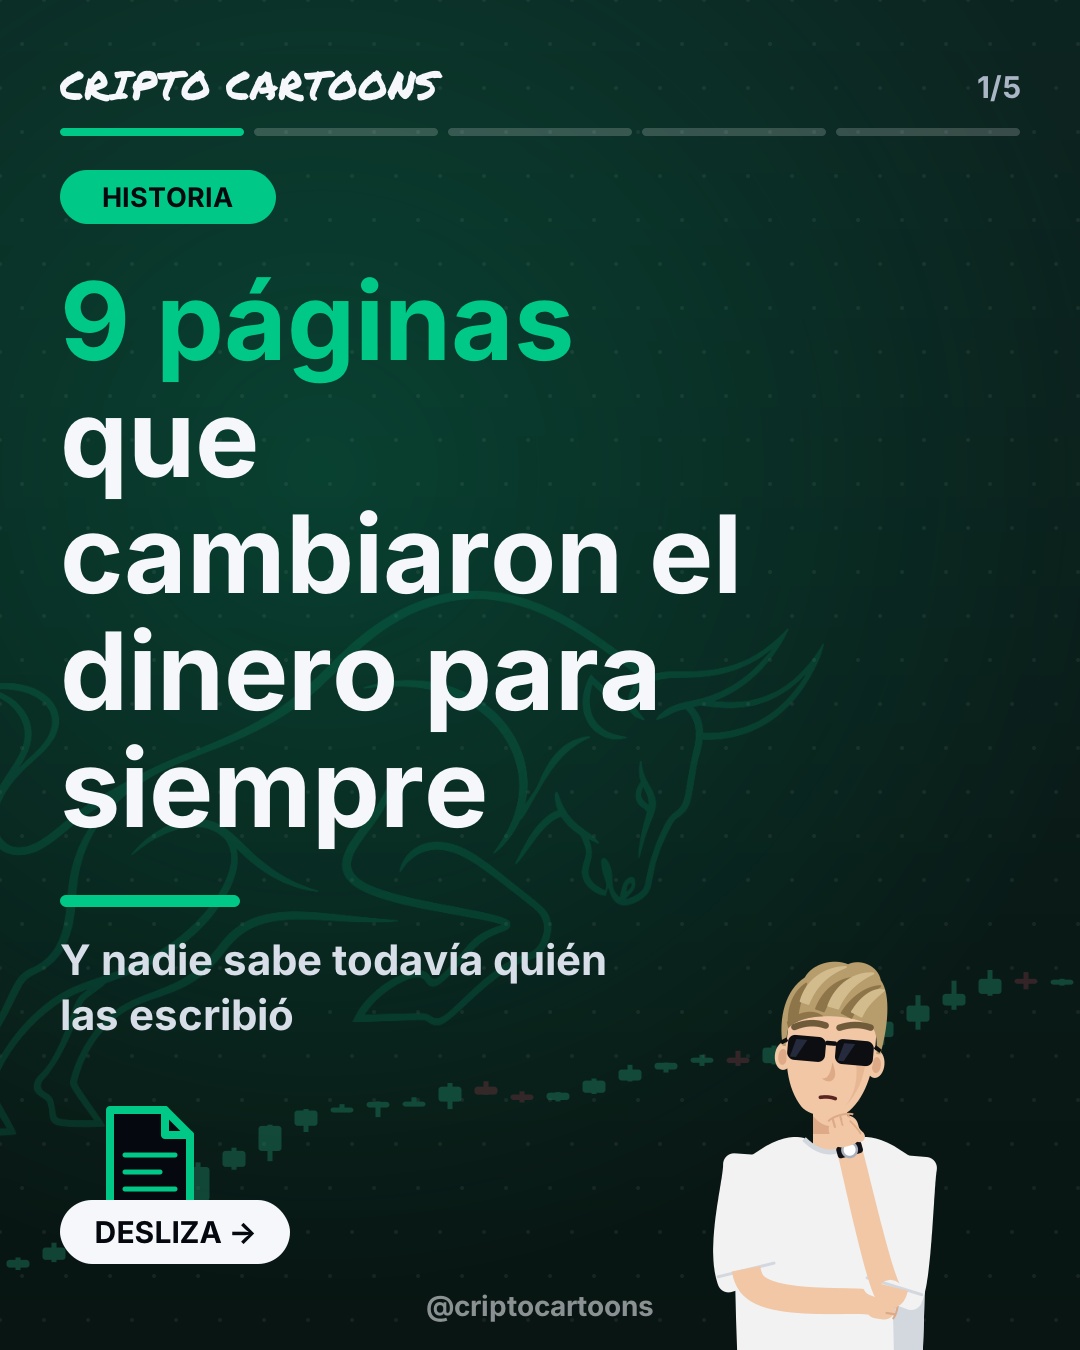 CRIPTO CARTOONS
1/5
HISTORIA
9 páginas
que
cambiaron el
dinero para
siempre
Y nadie sabe todavía quién
las escribió
DESLIZA →
@criptocartoons